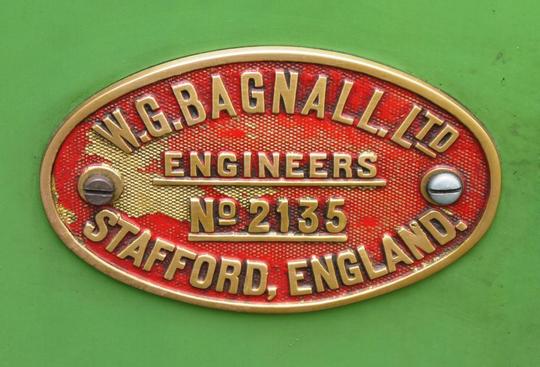 W.G.BAGNALL.LTD
ENGINEERS
No 2135
STAFFORD, ENGLAND.